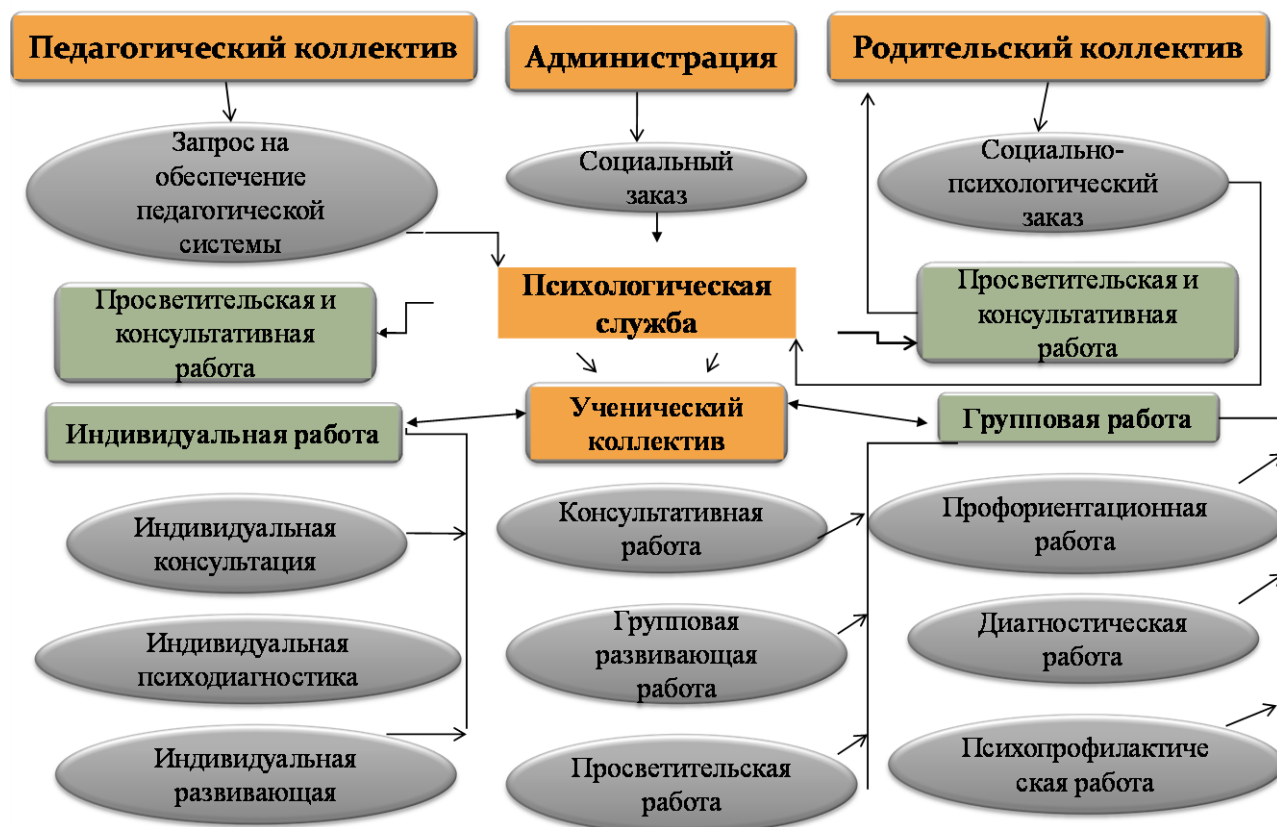 Педагогический коллектив
Администрация
Родительский коллектив
Запрос на
обеспечение
педагогической
системы
Социальный
заказ
Социально-
психологический
заказ
Просветительская и
консультативная
работа
Психологическая
служба
Просветительская и
консультативная
работа
Индивидуальная работа
Ученический
коллектив
Групповая работа
Индивидуальная
консультация
Консультативная
работа
Профориентационная
работа
Индивидуальная
психодиагностика
Групповая
развивающая
работа
Диагностическая
работа
Индивидуальная
развивающая
Просветительская
работа
Психопрофилактиче
ская работа